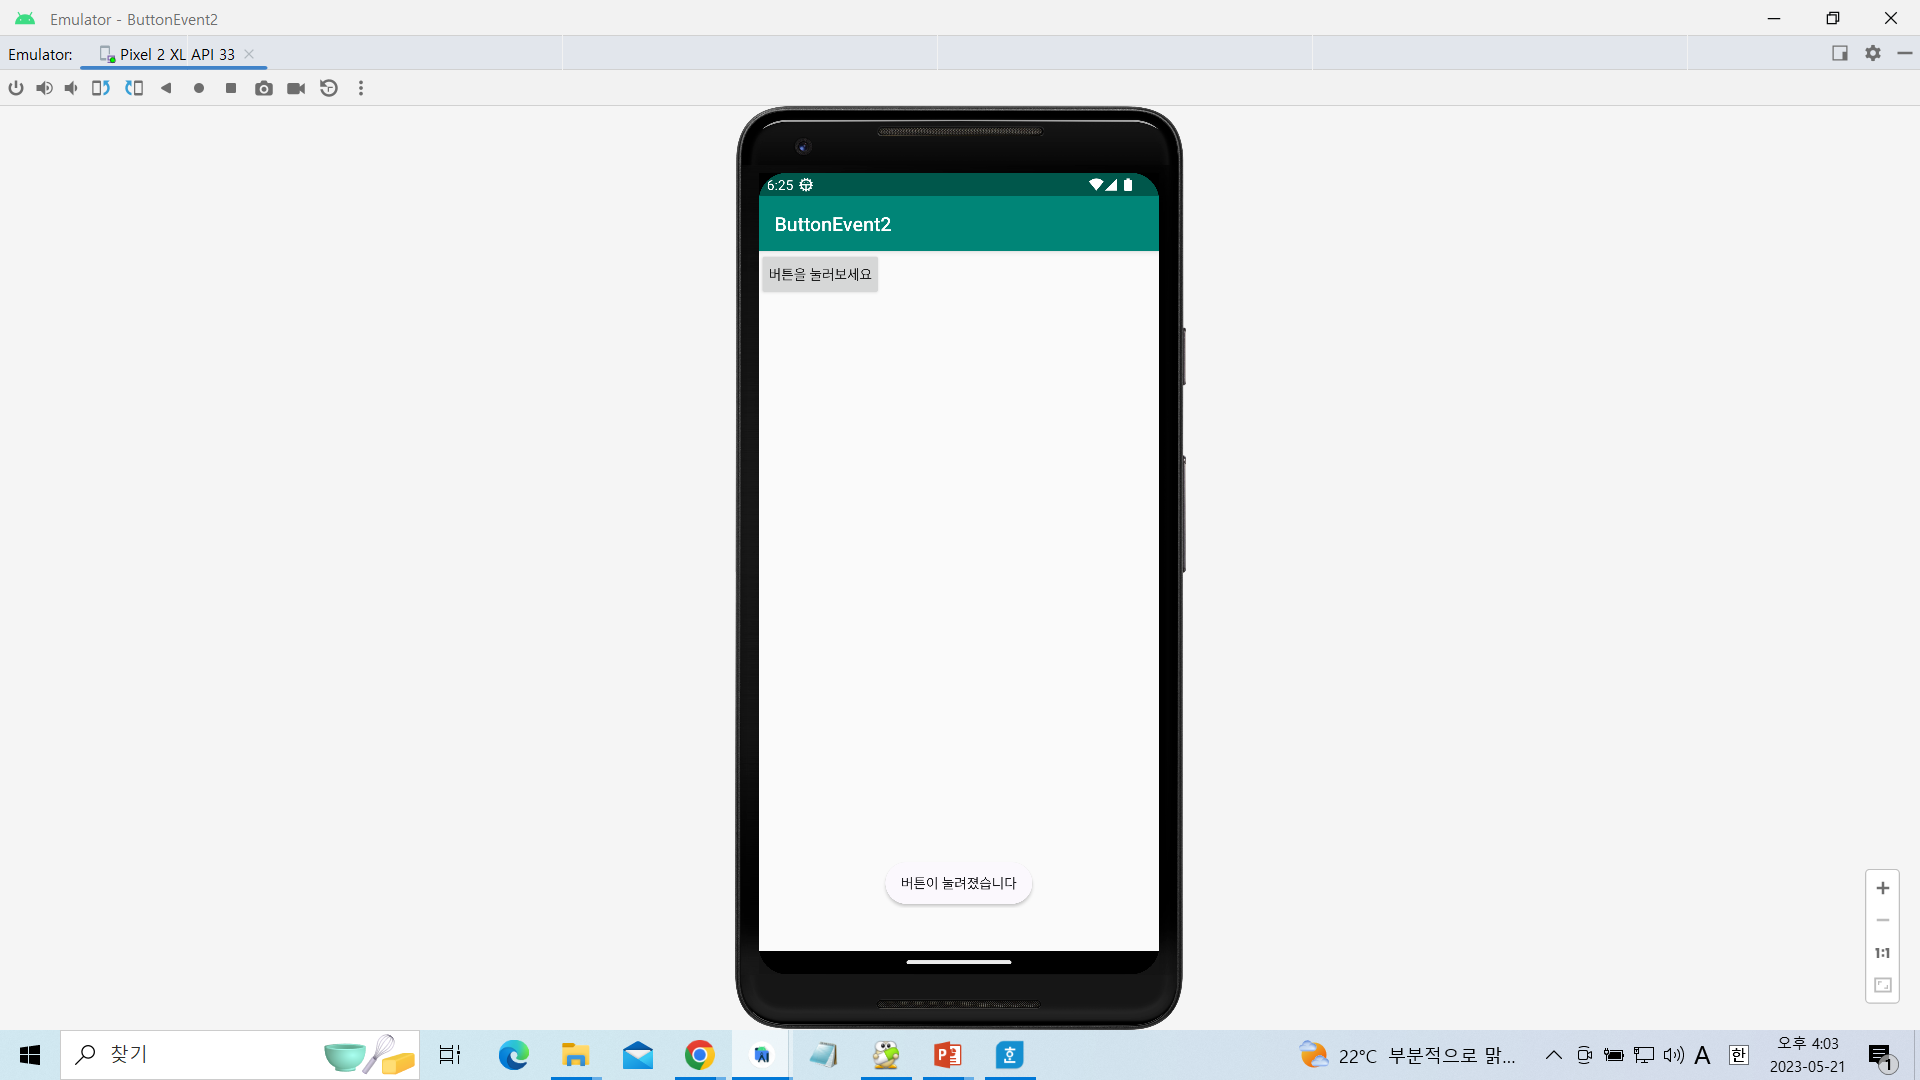 Emulator - ButtonEvent2
Emulator: Pixel 2 XL API 33
6:25
ButtonEvent2
버튼을 눌러보세요
버튼이 눌려졌습니다
1:1
찾기
22°C 부분적으로 맑...
A
한
오후 4:03
2023-05-21
1